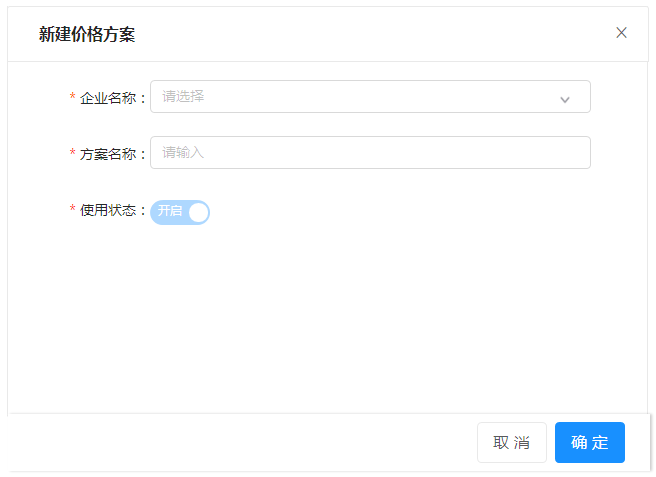 新建价格方案
* 企业名称： 请选择
* 方案名称： 请输入
* 使用状态： 开启
取 消 确 定